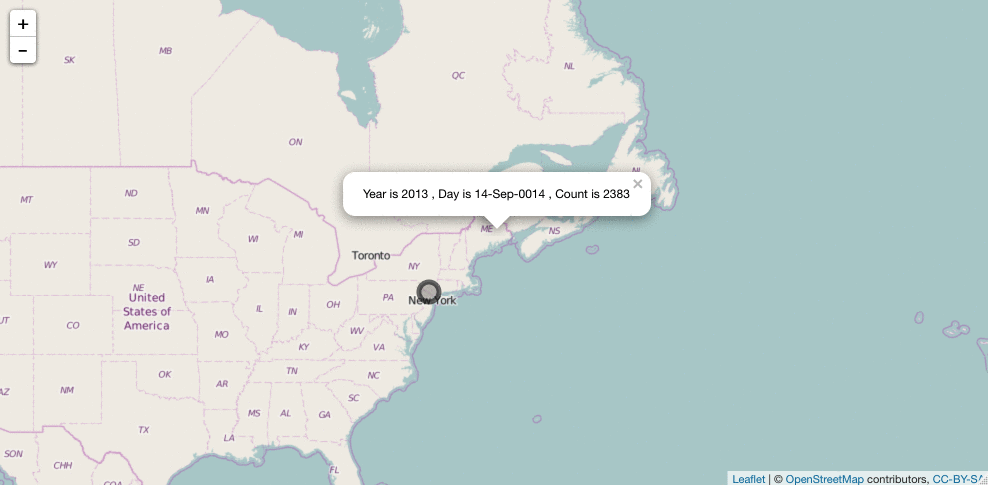 +
−
SK
MB
QC
NL
ON
NL
Year is 2013 , Day is 14-Sep-0014 , Count is 2383
×
MT
ND
MN
ME
NS
WI
MI
SD
Toronto
NY
WY
IA
NE
PA
New York
United
States of
America
IL
IN
OH
CO
MO
WV
KY
VA
OK
TN
NC
NM
AR
SC
MS
AL
GA
TX
LA
SON
CHH
COA
FL
Leaflet | © OpenStreetMap contributors, CC-BY-SA